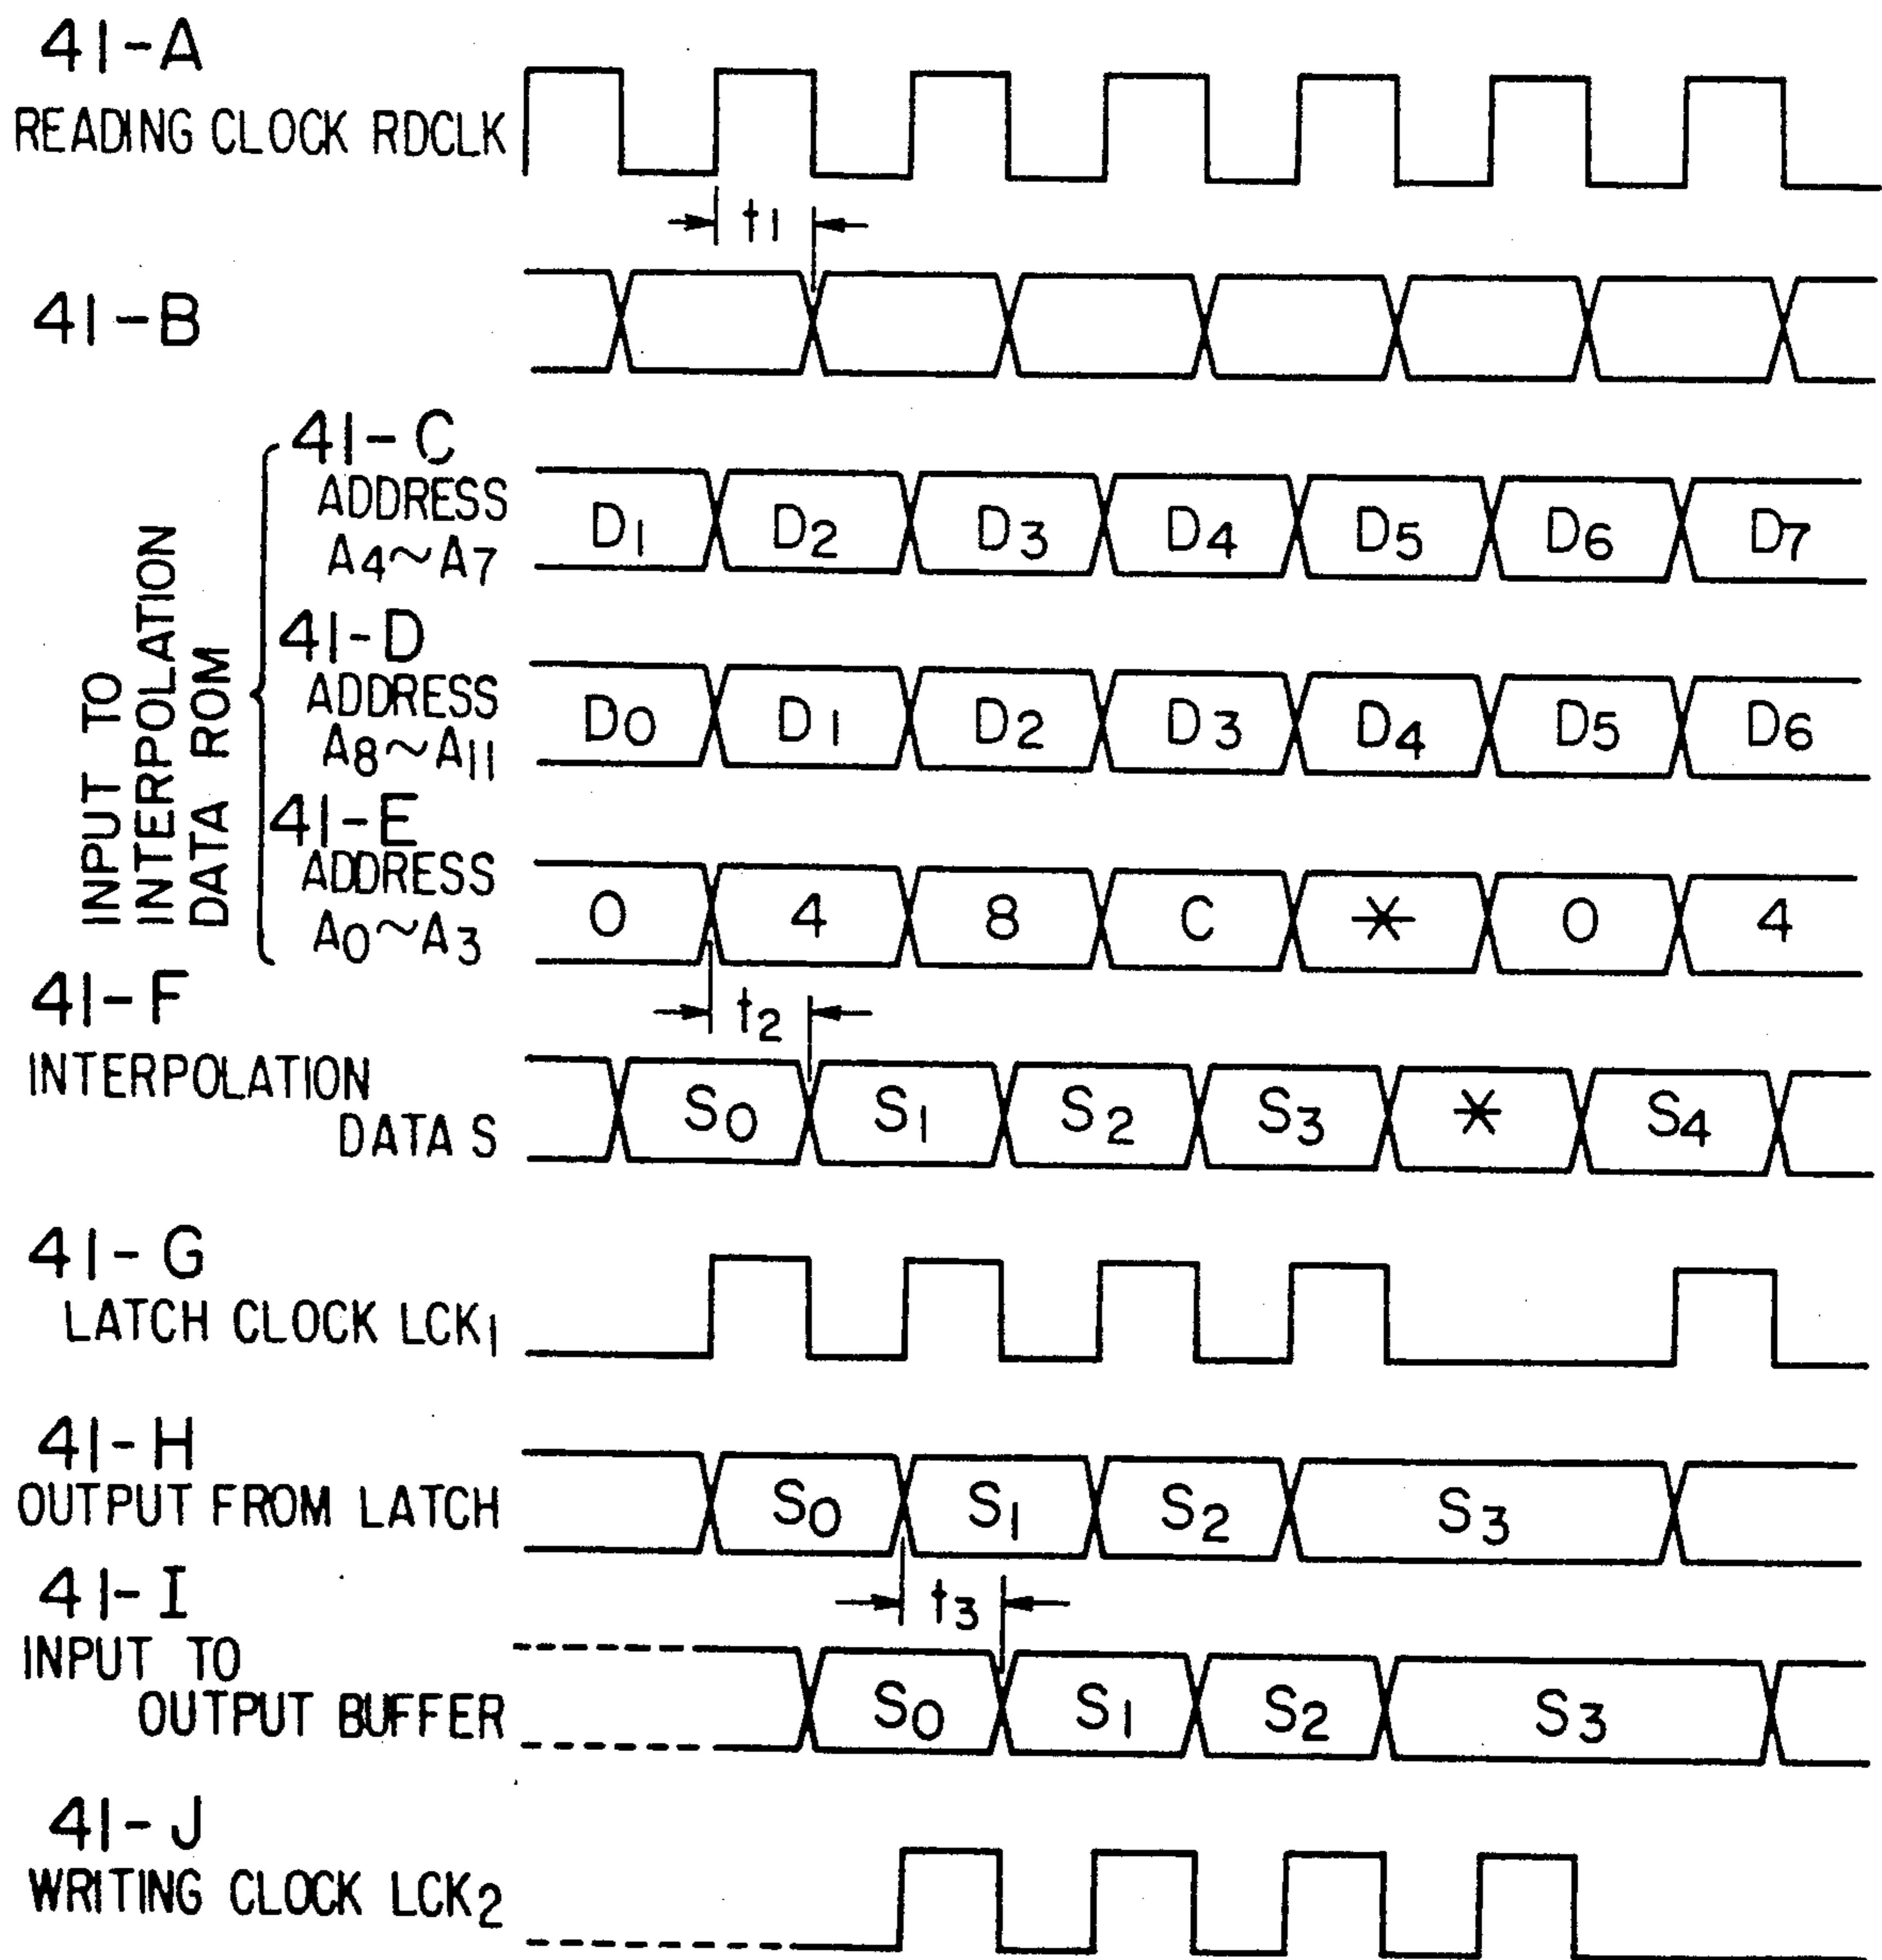 41-A
READING CLOCK RDCLK
t1
41-B
INPUT TO
INTERPOLATION
DATA ROM
41-C
ADDRESS
A4~A7
D1 D2 D3 D4 D5 D6 D7
41-D
ADDRESS
A8~A11
D0 D1 D2 D3 D4 D5 D6
41-E
ADDRESS
A0~A3
0 4 8 C * 0 4
t2
41-F
INTERPOLATION
DATA S
S0 S1 S2 S3 * S4
41-G
LATCH CLOCK LCK1
41-H
OUTPUT FROM LATCH
S0 S1 S2 S3
t3
41-I
INPUT TO
OUTPUT BUFFER
S0 S1 S2 S3
41-J
WRITING CLOCK LCK2